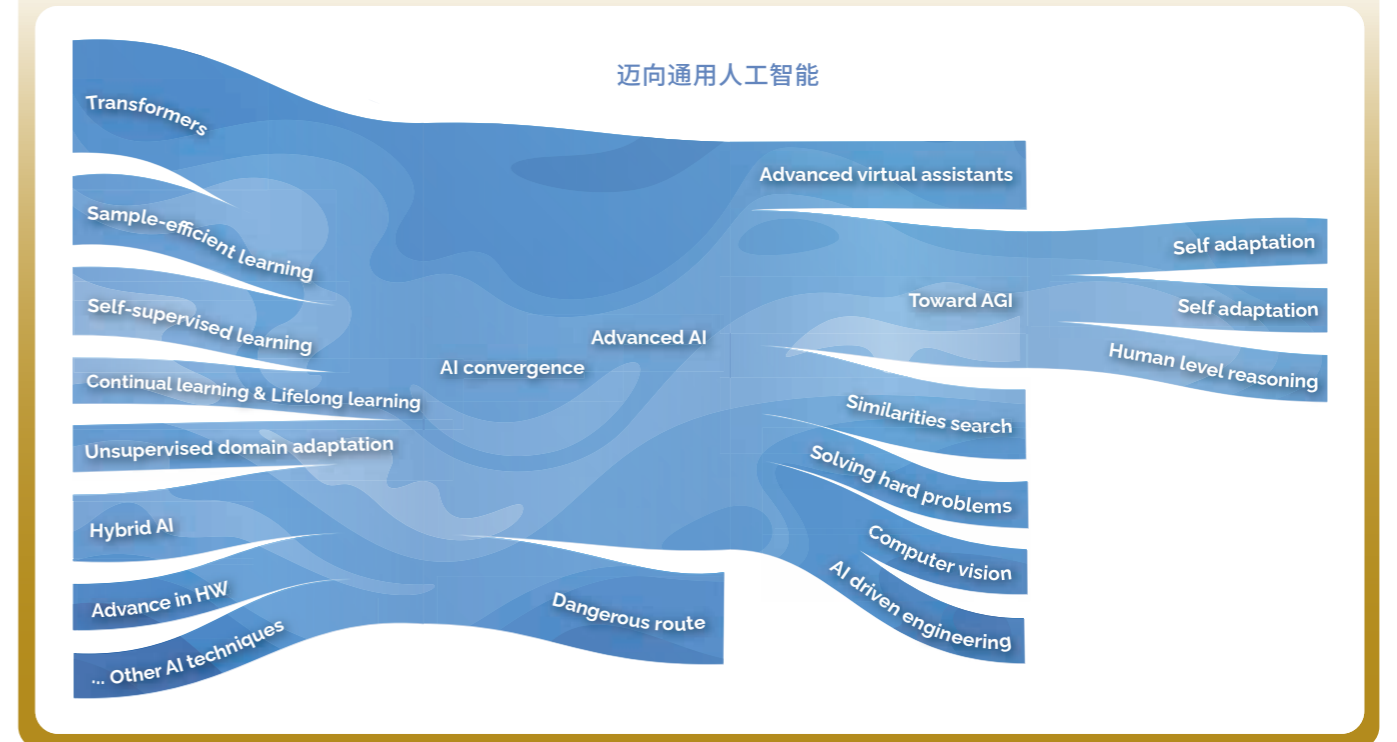 迈向通用人工智能
Transformers
Sample-efficient learning
Self-supervised learning
Continual learning & Lifelong learning
Unsupervised domain adaptation
Hybrid AI
Advance in HW
... Other AI techniques
AI convergence
Advanced AI
Dangerous route
Advanced virtual assistants
Toward AGI
Similarities search
Solving hard problems
Computer vision
AI driven engineering
Self adaptation
Self adaptation
Human level reasoning